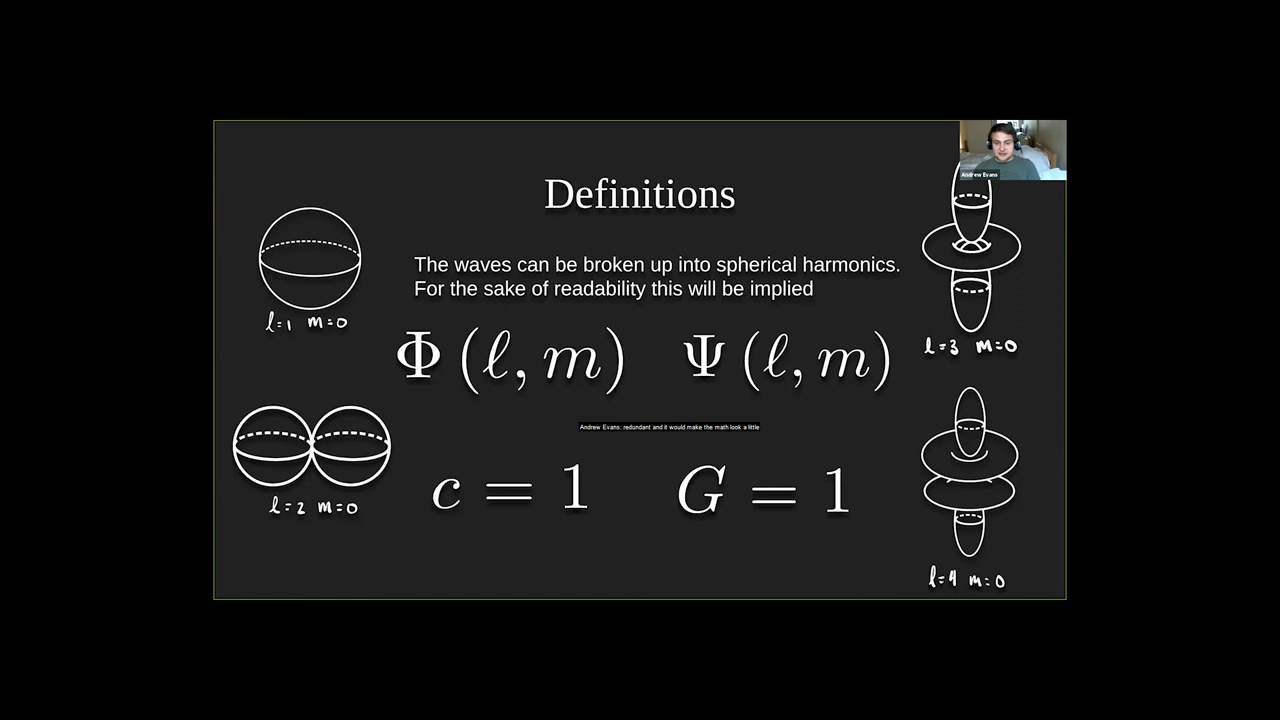 Andrew Evans
Definitions
The waves can be broken up into spherical harmonics.
For the sake of readability this will be implied
Φ (ℓ, m) Ψ (ℓ, m)
Andrew Evans: redundant and it would make the math look a little
c = 1 G = 1
ℓ=1 m=0
ℓ=2 m=0
ℓ=3 m=0
ℓ=4 m=0